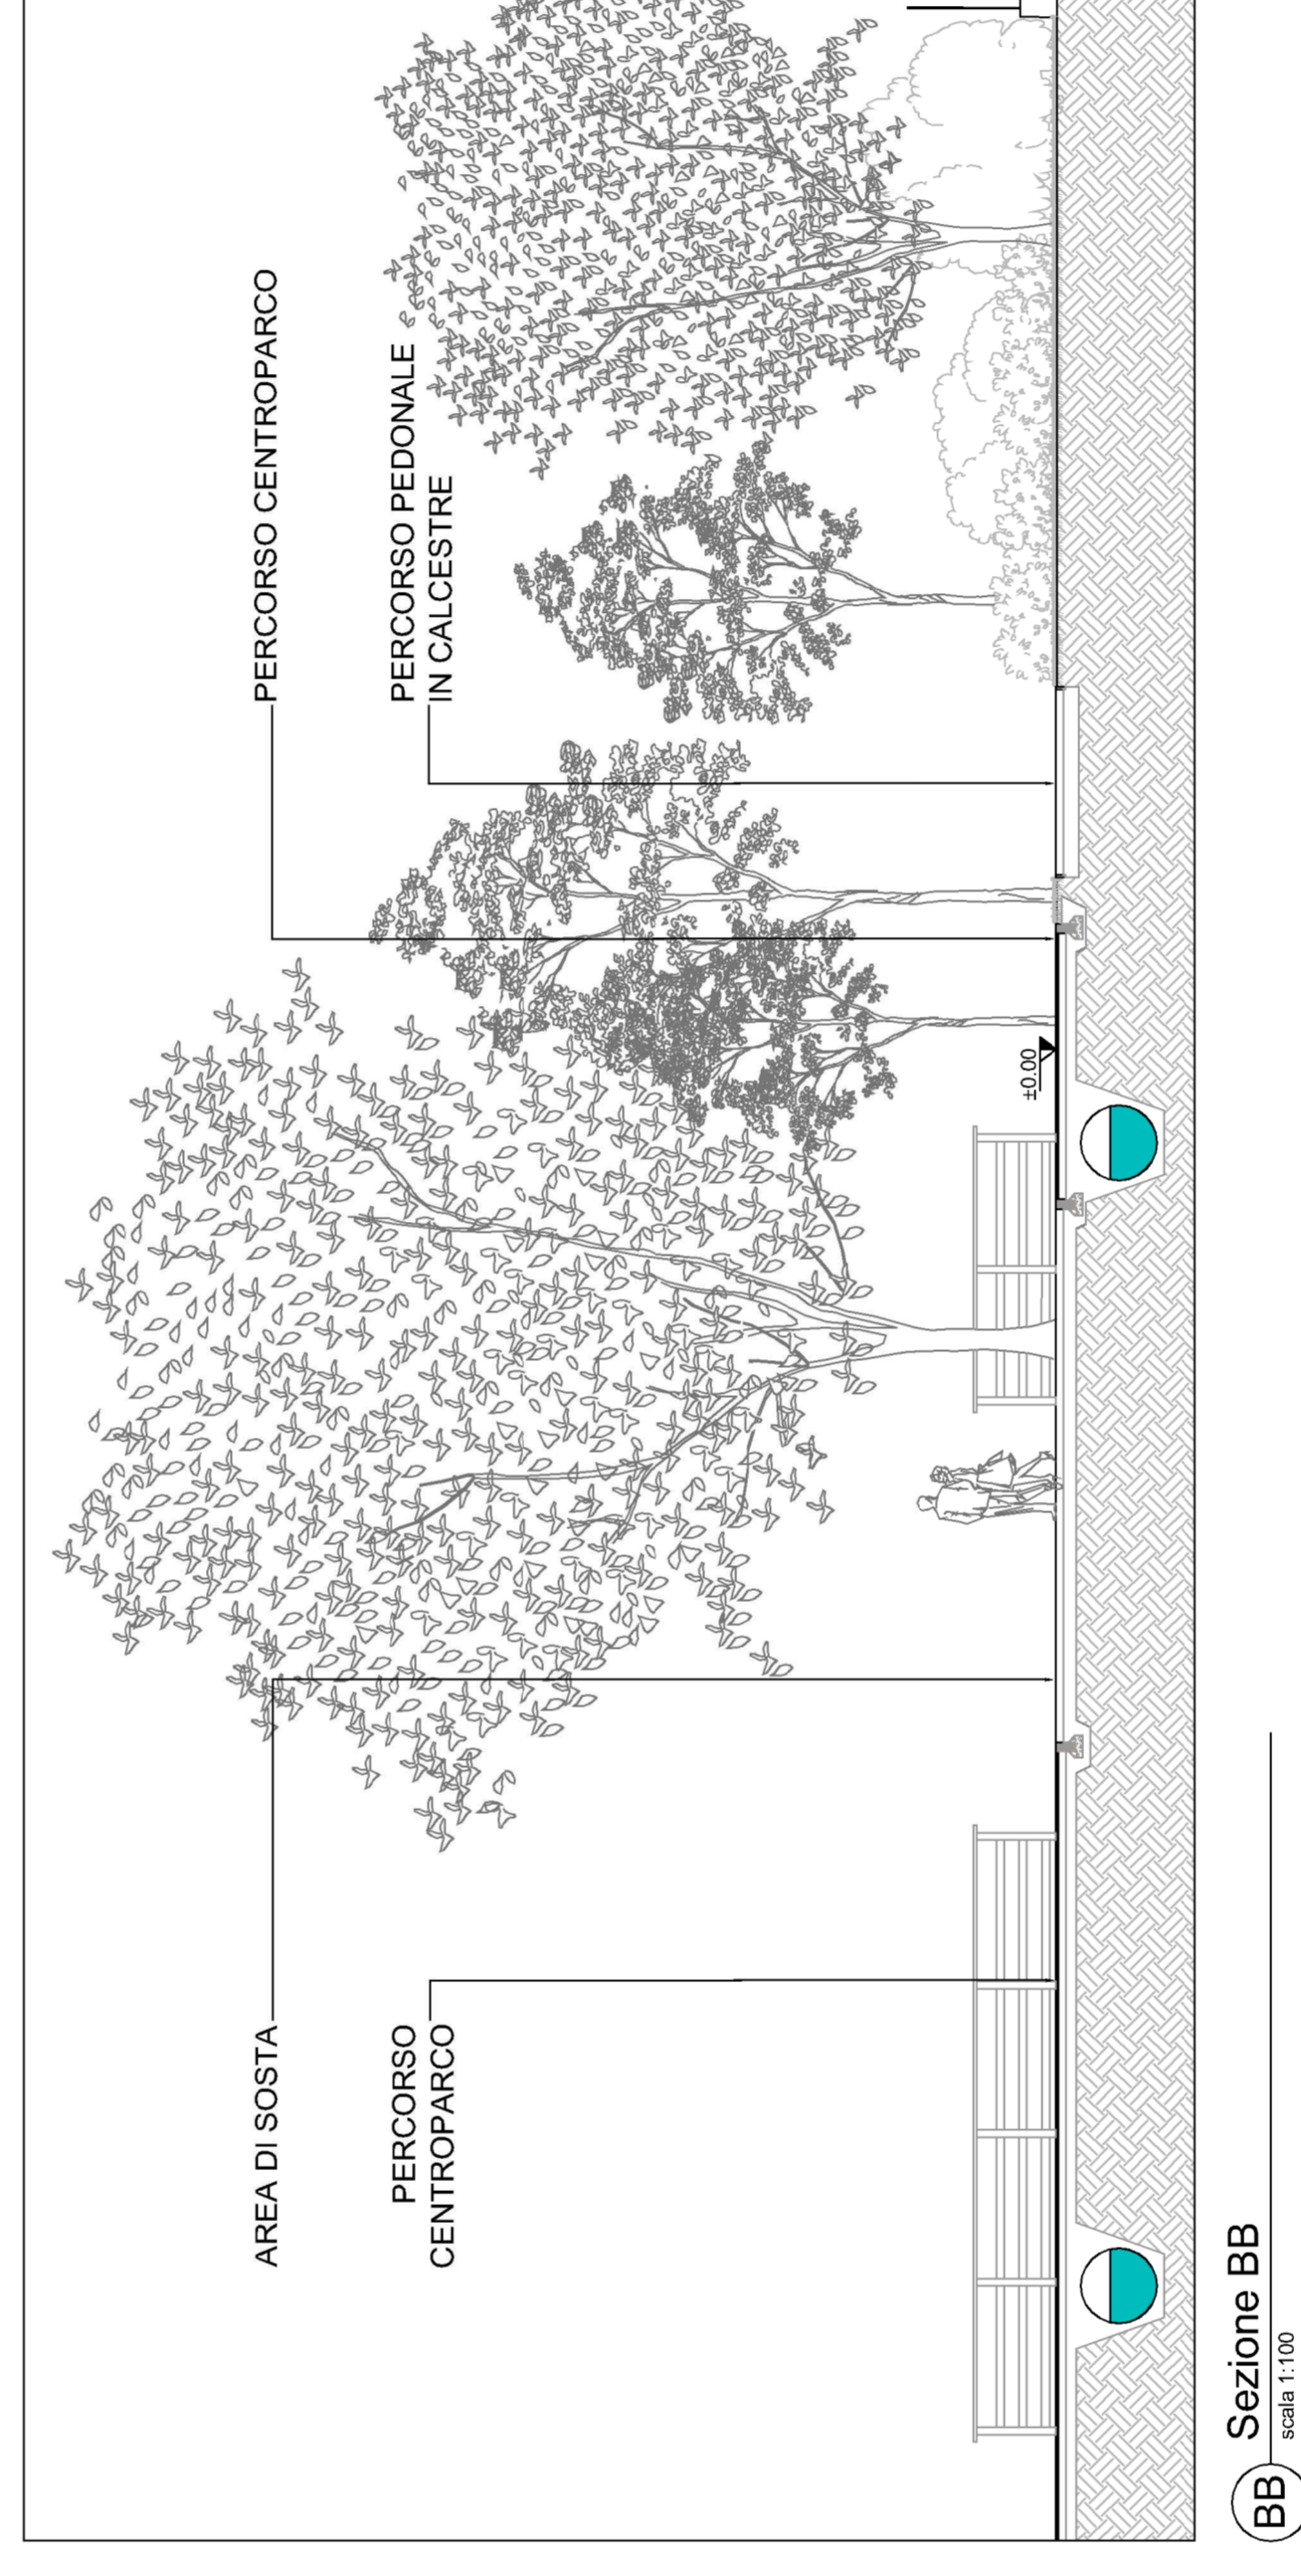 AREA DI SOSTA
PERCORSO
CENTROPARCO
PERCORSO CENTROPARCO
PERCORSO PEDONALE
IN CALCESTRE
±0.00
BB
Sezione BB
scala 1:100